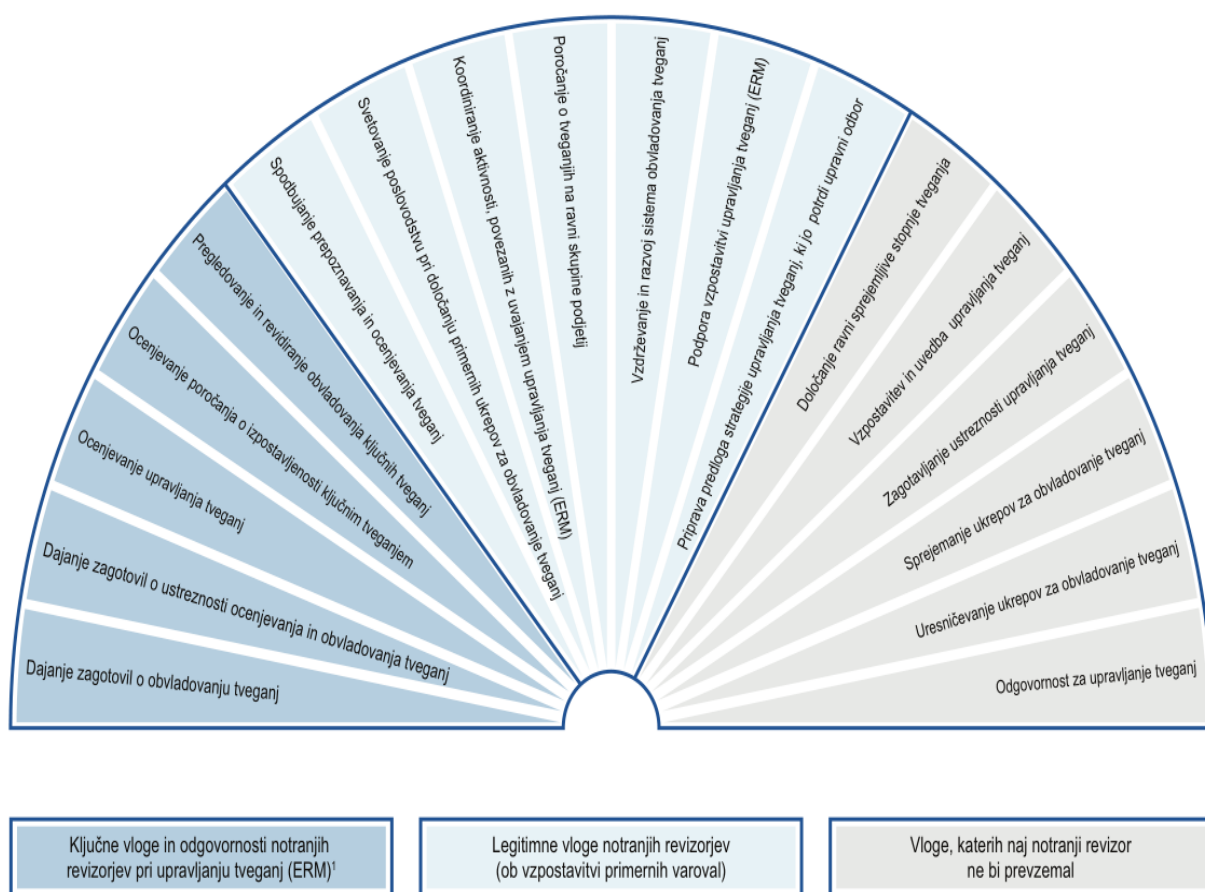 Dajanje zagotovil o obvladovanju tveganj
Dajanje zagotovil o ustreznosti ocenjevanja in obvladovanja tveganj
Ocenjevanje upravljanja tveganj
Ocenjevanje poročanja o izpostavljenosti ključnim tveganjem
Pregledovanje in revidiranje obvladovanja ključnih tveganj
Spodbujanje prepoznavanja in ocenjevanja tveganj
Svetovanje poslovodstvu pri določanju primernih ukrepov za obvladovanje tveganj
Koordiniranje aktivnosti, povezanih z uvajanjem upravljanja tveganj (ERM)
Poročanje o tveganjih na ravni skupine podjetij
Vzdrževanje in razvoj sistema obvladovanja tveganj
Podpora vzpostavitvi upravljanja tveganj (ERM)
Priprava predloga strategije upravljanja tveganj, ki jo potrdi upravni odbor
Določanje ravni sprejemljive stopnje tveganja
Vzpostavitev in uvedba upravljanja tveganj
Zagotavljanje ustreznosti upravljanja tveganj
Sprejemanje ukrepov za obvladovanje tveganj
Uresničevanje ukrepov za obvladovanje tveganj
Odgovornost za upravljanje tveganj
Ključne vloge in odgovornosti notranjih
revizorjev pri upravljanju tveganj (ERM)¹
Legitimne vloge notranjih revizorjev
(ob vzpostavitvi primernih varoval)
Vloge, katerih naj notranji revizor
ne bi prevzemal